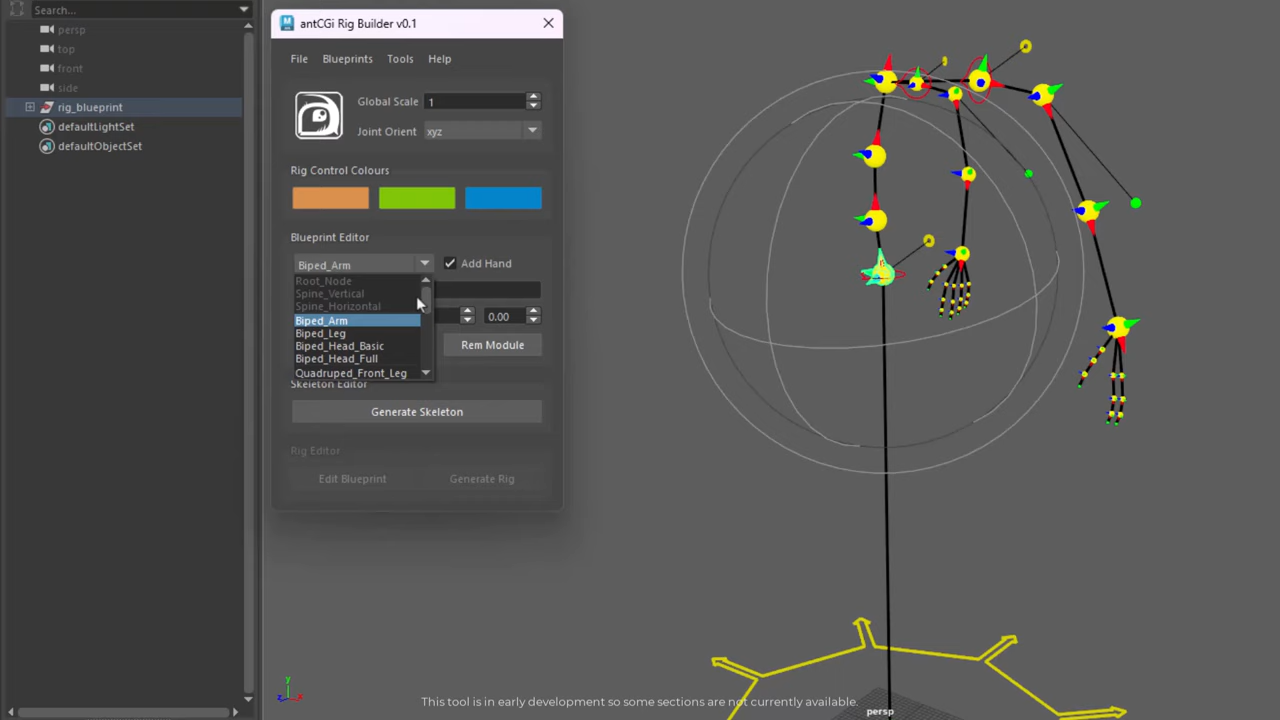 Search...
persp
top
front
side
rig_blueprint
defaultLightSet
defaultObjectSet
antCGi Rig Builder v0.1
File Blueprints Tools Help
Global Scale 1
Joint Orient xyz
Rig Control Colours
Blueprint Editor
Biped_Arm Add Hand
Root_Node
Spine_Vertical
Spine_Horizontal
Biped_Arm
Biped_Leg
Biped_Head_Basic
Biped_Head_Full
Quadruped_Front_Leg
0.00
Rem Module
Skeleton Editor
Generate Skeleton
Rig Editor
Edit Blueprint Generate Rig
y
z x
This tool is in early development so some sections are not currently available.
persp